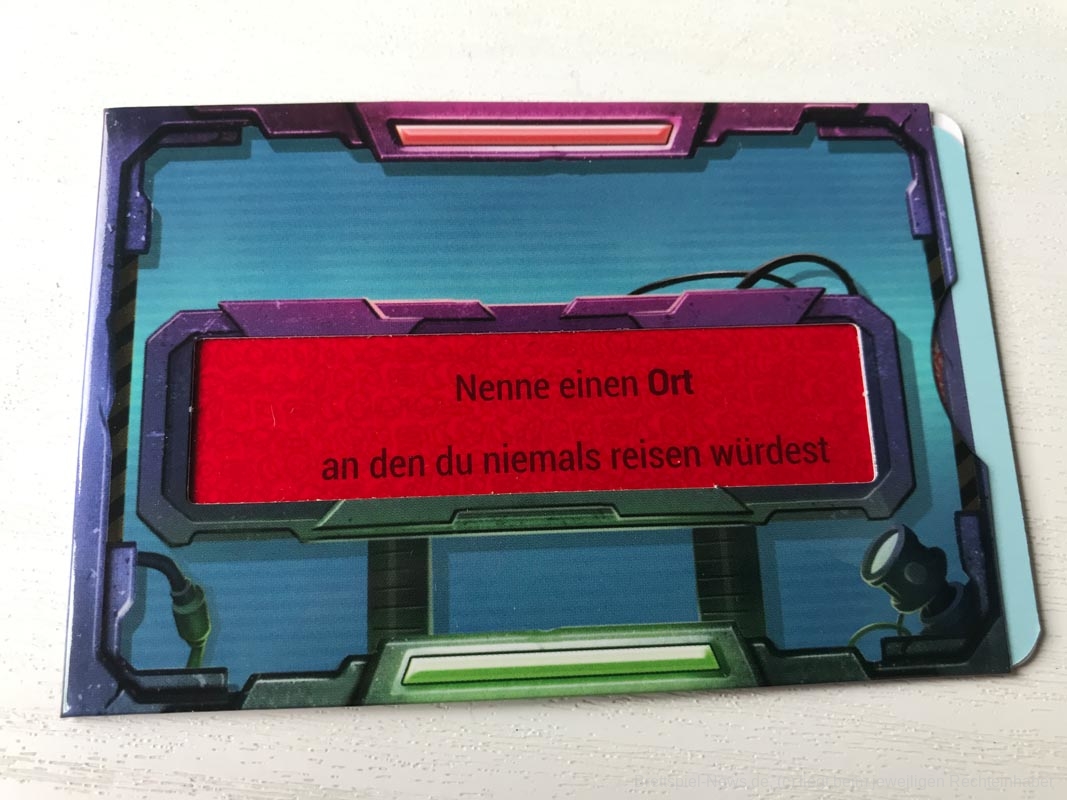 Nenne einen Ort
an den du niemals reisen würdest